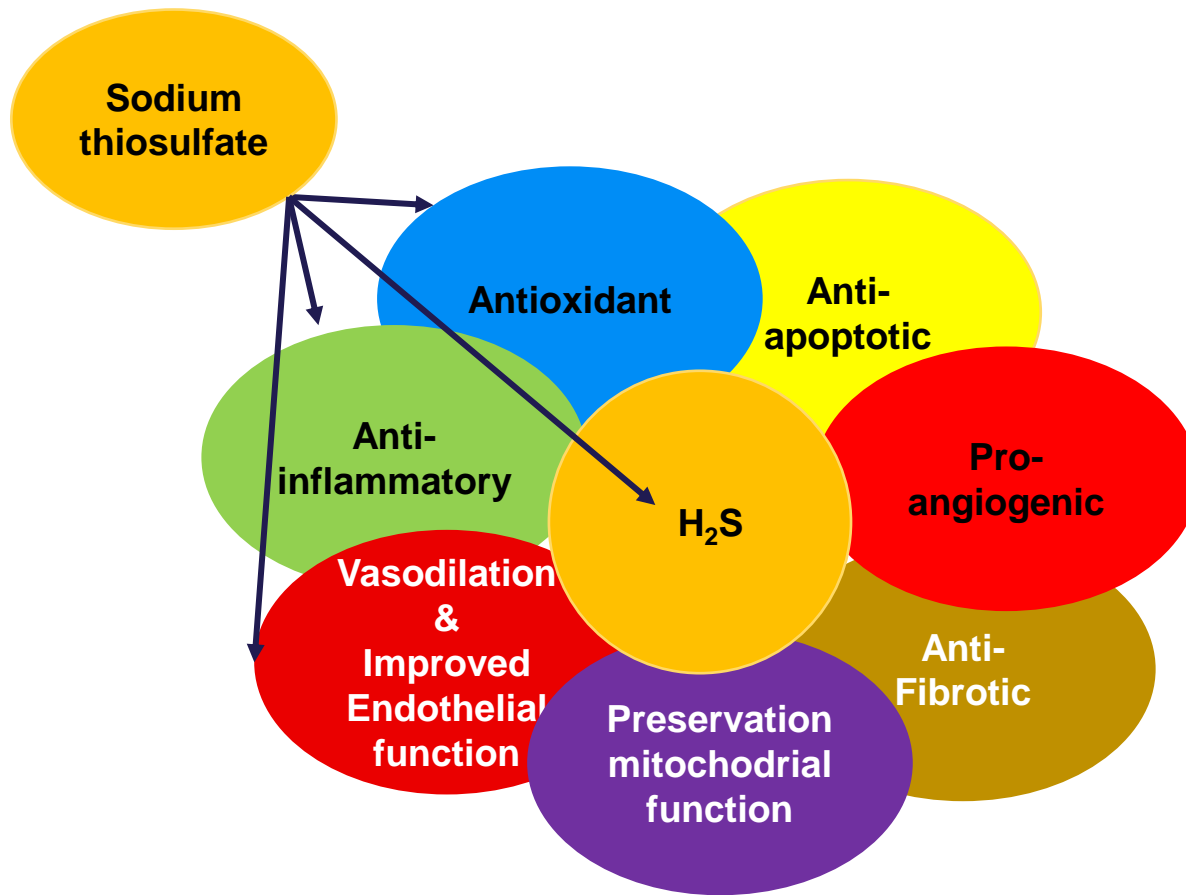 Sodium
thiosulfate
Antioxidant
Anti-
apoptotic
Anti-
inflammatory
Pro-
angiogenic
H₂S
Vasodilation
&
Improved
Endothelial
function
Anti-
Fibrotic
Preservation
mitochodrial
function